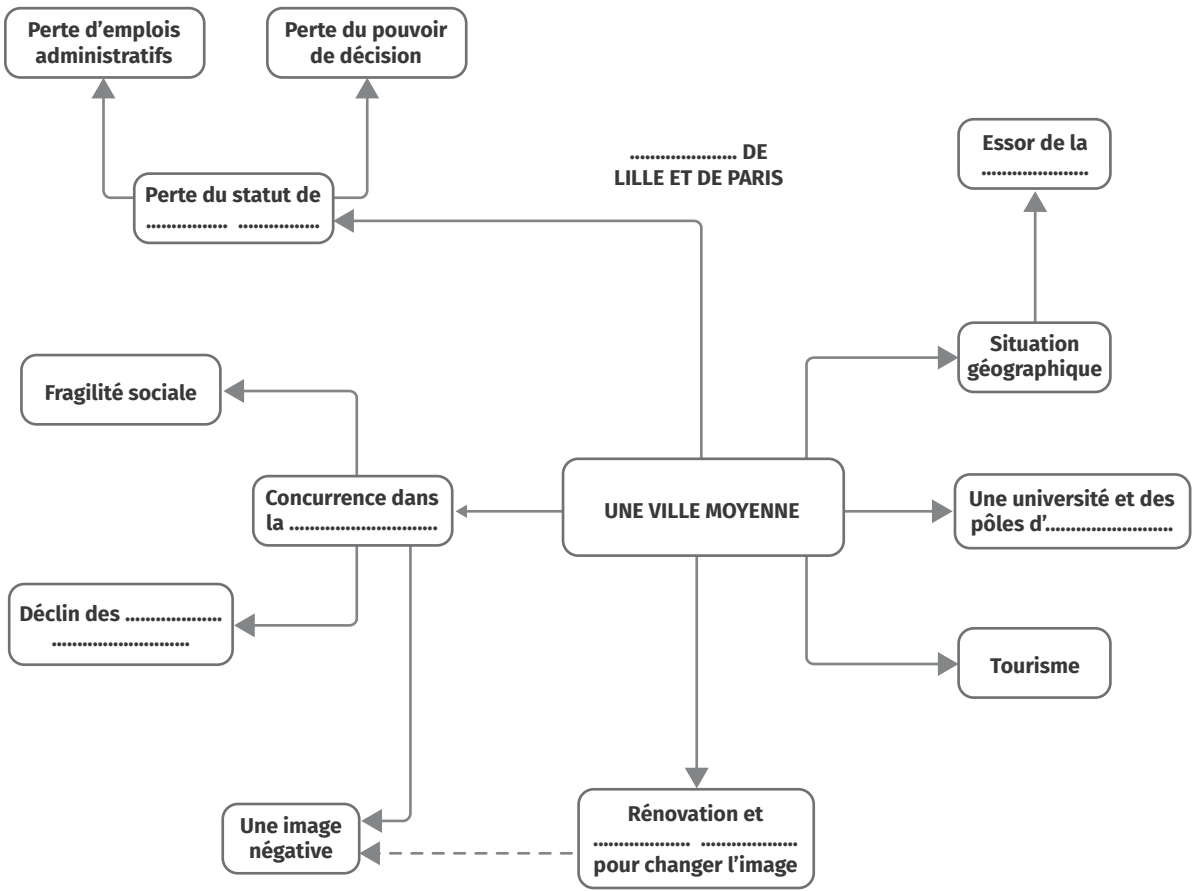 Perte d'emplois
administratifs
Perte du pouvoir
de décision
..................... DE
LILLE ET DE PARIS
Essor de la
.....................
Perte du statut de
................ ................
Situation
géographique
Fragilité sociale
Concurrence dans
la .............................
UNE VILLE MOYENNE
Une université et des
pôles d'.........................
Déclin des ...................
...........................
Tourisme
Une image
négative
Rénovation et
................... ...................
pour changer l'image